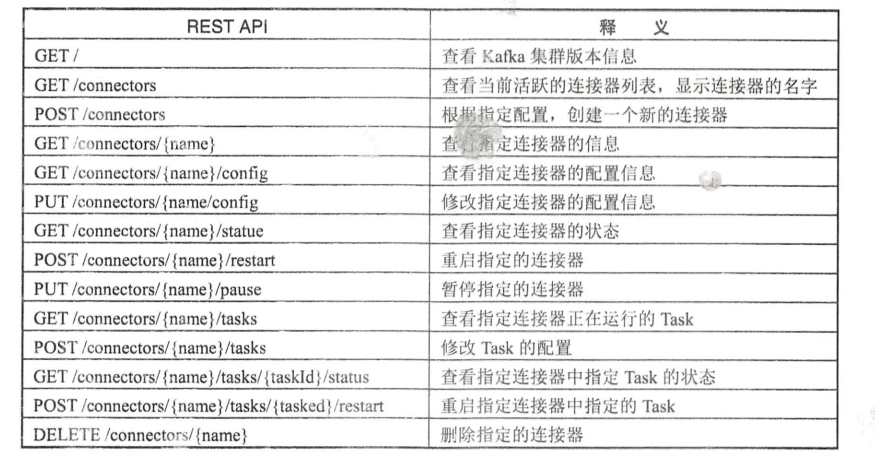 REST API 释 义
GET / 查看 Kafka 集群版本信息
GET /connectors 查看当前活跃的连接器列表，显示连接器的名字
POST /connectors 根据指定配置，创建一个新的连接器
GET /connectors/{name} 查看指定连接器的信息
GET /connectors/{name}/config 查看指定连接器的配置信息
PUT /connectors/{name/config 修改指定连接器的配置信息
GET /connectors/{name}/statue 查看指定连接器的状态
POST /connectors/{name}/restart 重启指定的连接器
PUT /connectors/{name}/pause 暂停指定的连接器
GET /connectors/{name}/tasks 查看指定连接器正在运行的 Task
POST /connectors/{name}/tasks 修改 Task 的配置
GET /connectors/{name}/tasks/{taskId}/status 查看指定连接器中指定 Task 的状态
POST /connectors/{name}/tasks/{tasked}/restart 重启指定连接器中指定的 Task
DELETE /connectors/{name} 删除指定的连接器